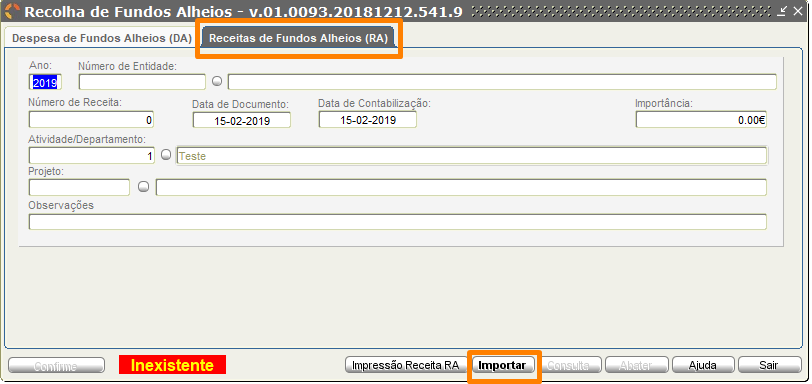 Recolha de Fundos Alheios - v.01.0093.20181212.541.9
Despesa de Fundos Alheios (DA) Receitas de Fundos Alheios (RA)
Ano: Número de Entidade:
2019
Número de Receita: Data de Documento: Data de Contabilização: Importância:
0 15-02-2019 15-02-2019 0.00€
Atividade/Departamento:
1 Teste
Projeto:
Observações
Confirme Inexistente Impressão Receita RA Importar Consulta Abater Ajuda Sair